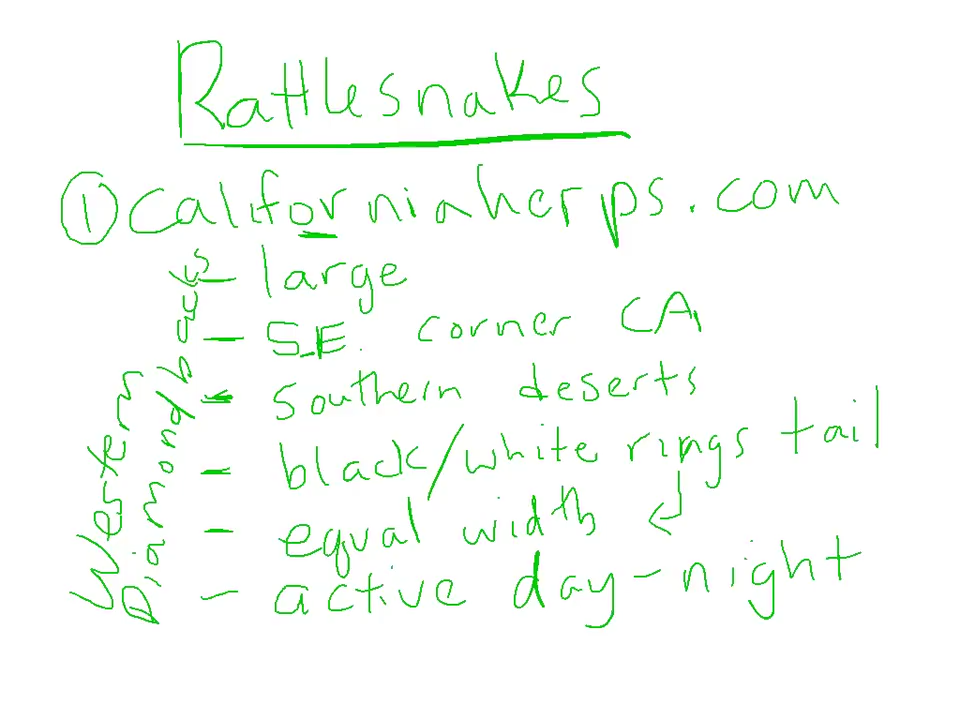 Rattlesnakes
① californiaherps.com
Western
Diamondbacks
- large
- S.E. corner CA
- southern deserts
- black/white rings tail
- equal width ↲
- active day-night